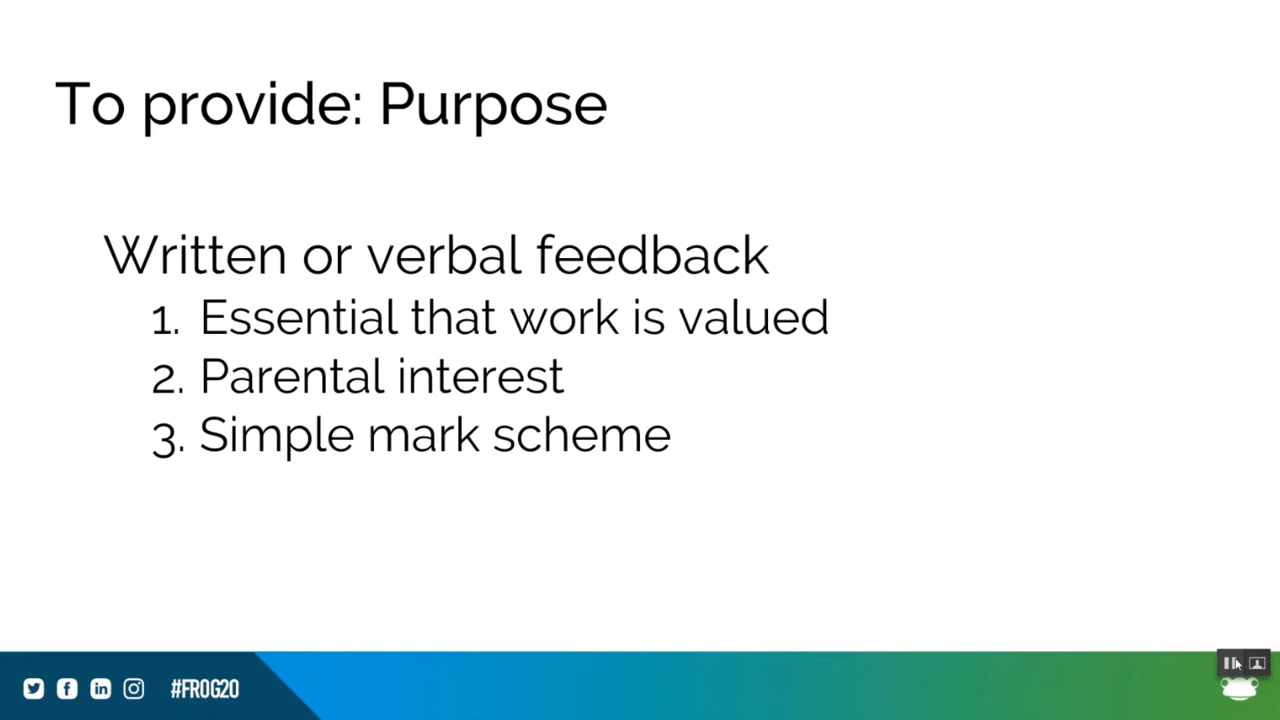 To provide: Purpose
Written or verbal feedback
1. Essential that work is valued
2. Parental interest
3. Simple mark scheme
#FROG20